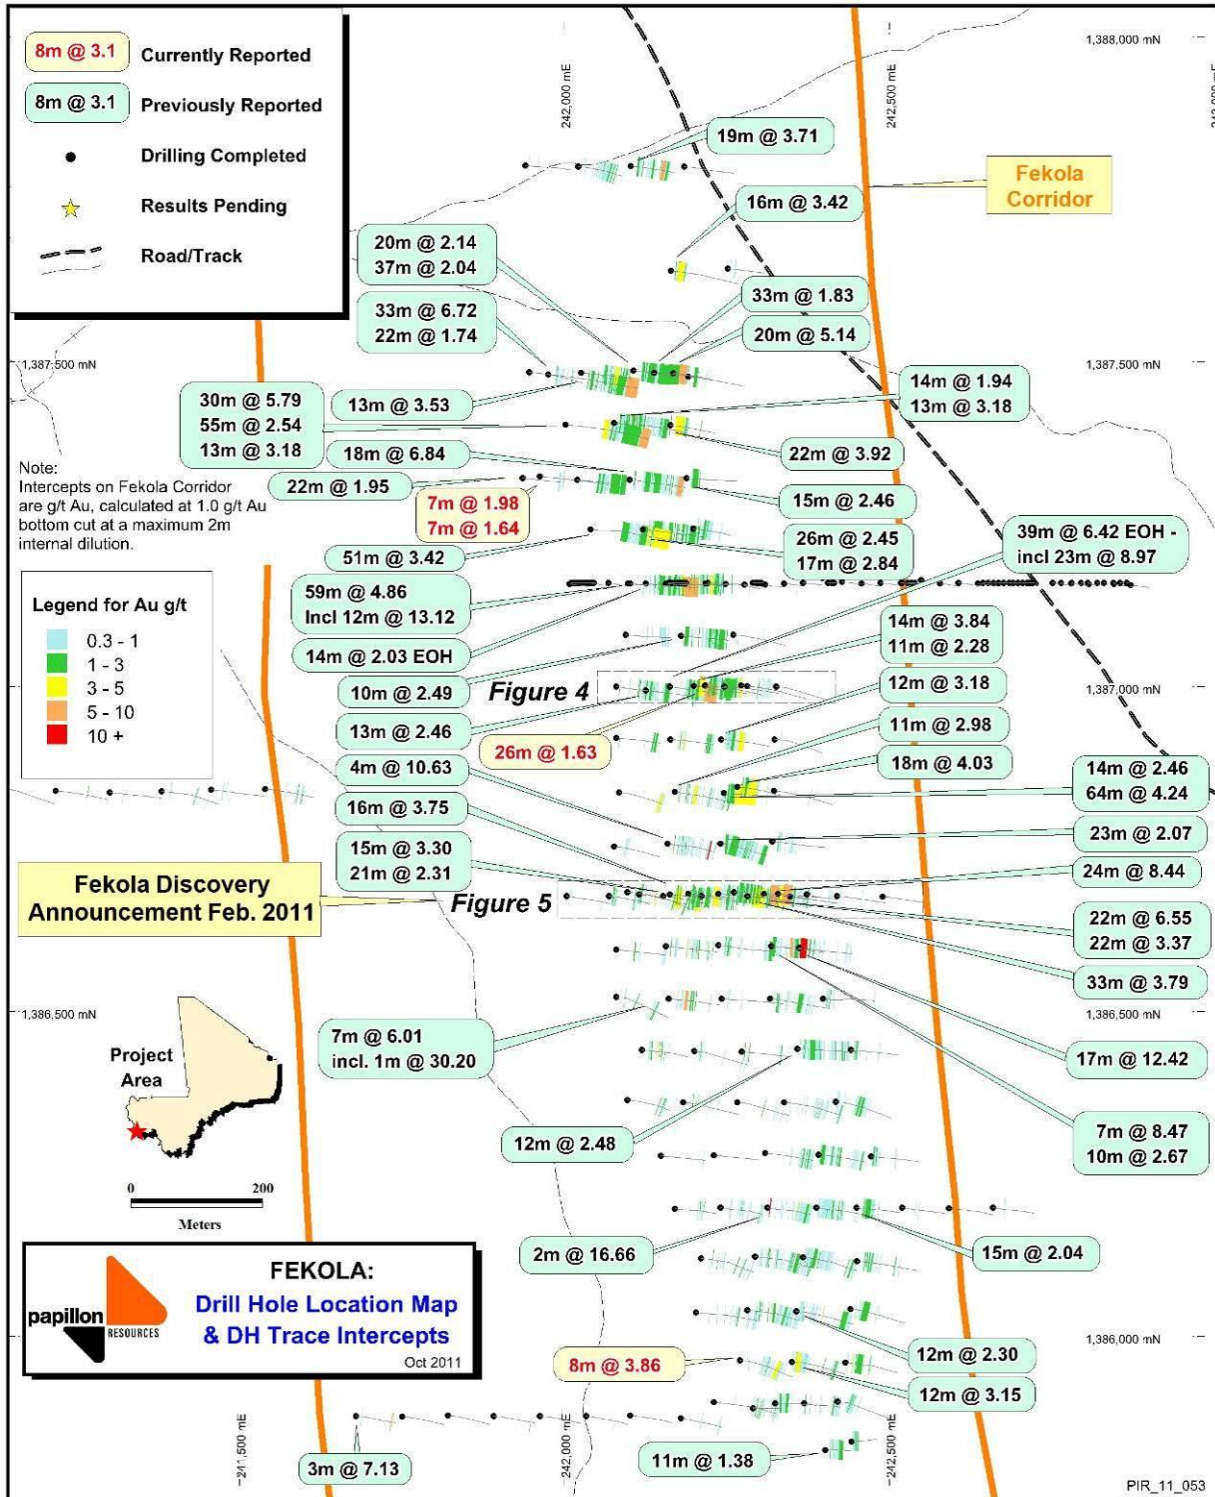 8m @ 3.1
Currently Reported
8m @ 3.1
Previously Reported
Drilling Completed
Results Pending
Road/Track
242,000 mE
242,500 mE
1,388,000 mN
19m @ 3.71
Fekola
Corridor
16m @ 3.42
20m @ 2.14
37m @ 2.04
33m @ 1.83
33m @ 6.72
22m @ 1.74
20m @ 5.14
1,387,500 mN
1,387,500 mN
14m @ 1.94
13m @ 3.18
30m @ 5.79
55m @ 2.54
13m @ 3.18
13m @ 3.53
22m @ 3.92
18m @ 6.84
Note:
Intercepts on Fekola Corridor
are g/t Au, calculated at 1.0 g/t Au
bottom cut at a maximum 2m
internal dilution.
22m @ 1.95
7m @ 1.98
7m @ 1.64
15m @ 2.46
39m @ 6.42 EOH -
incl 23m @ 8.97
26m @ 2.45
17m @ 2.84
51m @ 3.42
Legend for Au g/t
0.3 - 1
1 - 3
3 - 5
5 - 10
10 +
59m @ 4.86
Incl 12m @ 13.12
14m @ 2.03 EOH
14m @ 3.84
11m @ 2.28
10m @ 2.49
Figure 4
12m @ 3.18
1,387,000 mN
13m @ 2.46
26m @ 1.63
11m @ 2.98
4m @ 10.63
18m @ 4.03
14m @ 2.46
64m @ 4.24
16m @ 3.75
23m @ 2.07
15m @ 3.30
21m @ 2.31
24m @ 8.44
Fekola Discovery
Announcement Feb. 2011
Figure 5
22m @ 6.55
22m @ 3.37
33m @ 3.79
1,386,500 mN
1,386,500 mN
7m @ 6.01
incl. 1m @ 30.20
Project
Area
17m @ 12.42
12m @ 2.48
7m @ 8.47
10m @ 2.67
0 200
Meters
2m @ 16.66
15m @ 2.04
papillon
RESOURCES
FEKOLA:
Drill Hole Location Map
& DH Trace Intercepts
Oct 2011
1,386,000 mN
8m @ 3.86
12m @ 2.30
12m @ 3.15
3m @ 7.13
11m @ 1.38
241,500 mE
242,000 mE
242,500 mE
PIR_11_053